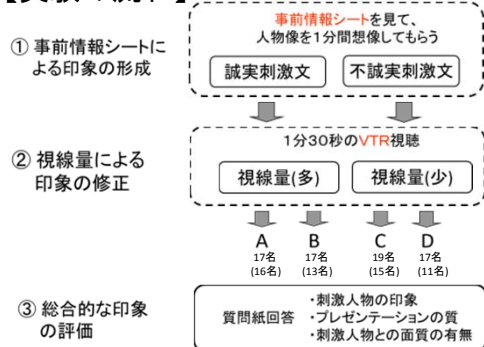 ① 事前情報シートに
よる印象の形成
事前情報シートを見て、
人物像を1分間想像してもらう
誠実刺激文
不誠実刺激文
② 視線量による
印象の修正
1分30秒のVTR視聴
視線量(多)
視線量(少)
A B C D
17名 17名 19名 17名
(16名) (13名) (15名) (11名)
③ 総合的な印象
の評価
質問紙回答
・刺激人物の印象
・プレゼンテーションの質
・刺激人物との面質の有無